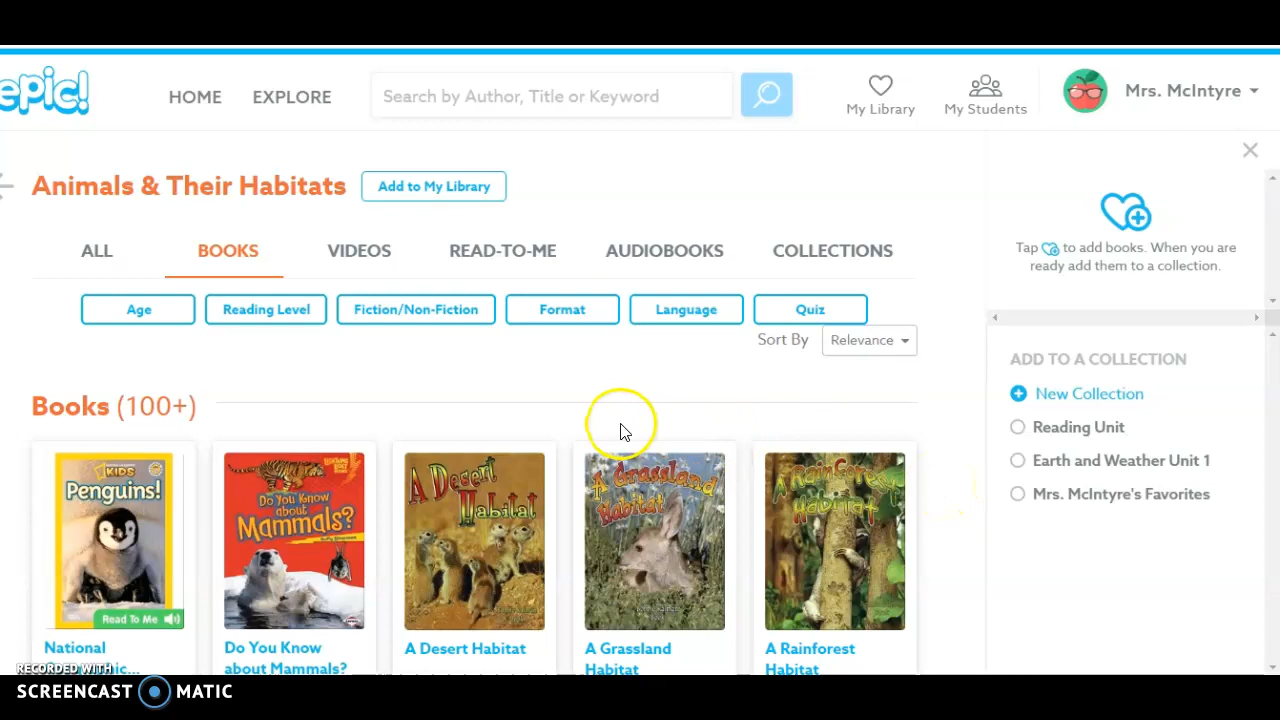 epic!
HOME
EXPLORE
Search by Author, Title or Keyword
My Library
My Students
Mrs. McIntyre
Animals & Their Habitats
Add to My Library
Tap to add books. When you are
ready add them to a collection.
ALL
BOOKS
VIDEOS
READ-TO-ME
AUDIOBOOKS
COLLECTIONS
Age
Reading Level
Fiction/Non-Fiction
Format
Language
Quiz
Sort By
Relevance
ADD TO A COLLECTION
New Collection
Reading Unit
Earth and Weather Unit 1
Mrs. McIntyre's Favorites
Books (100+)
KIDS
Penguins!
Read To Me
National
Do You Know
about
Mammals?
Do You Know
about Mammals?
A Desert
Habitat
A Desert Habitat
A Grassland
Habitat
A Grassland
Habitat
A Rainforest
Habitat
A Rainforest
Habitat
RECORDED WITH
SCREENCAST MATIC